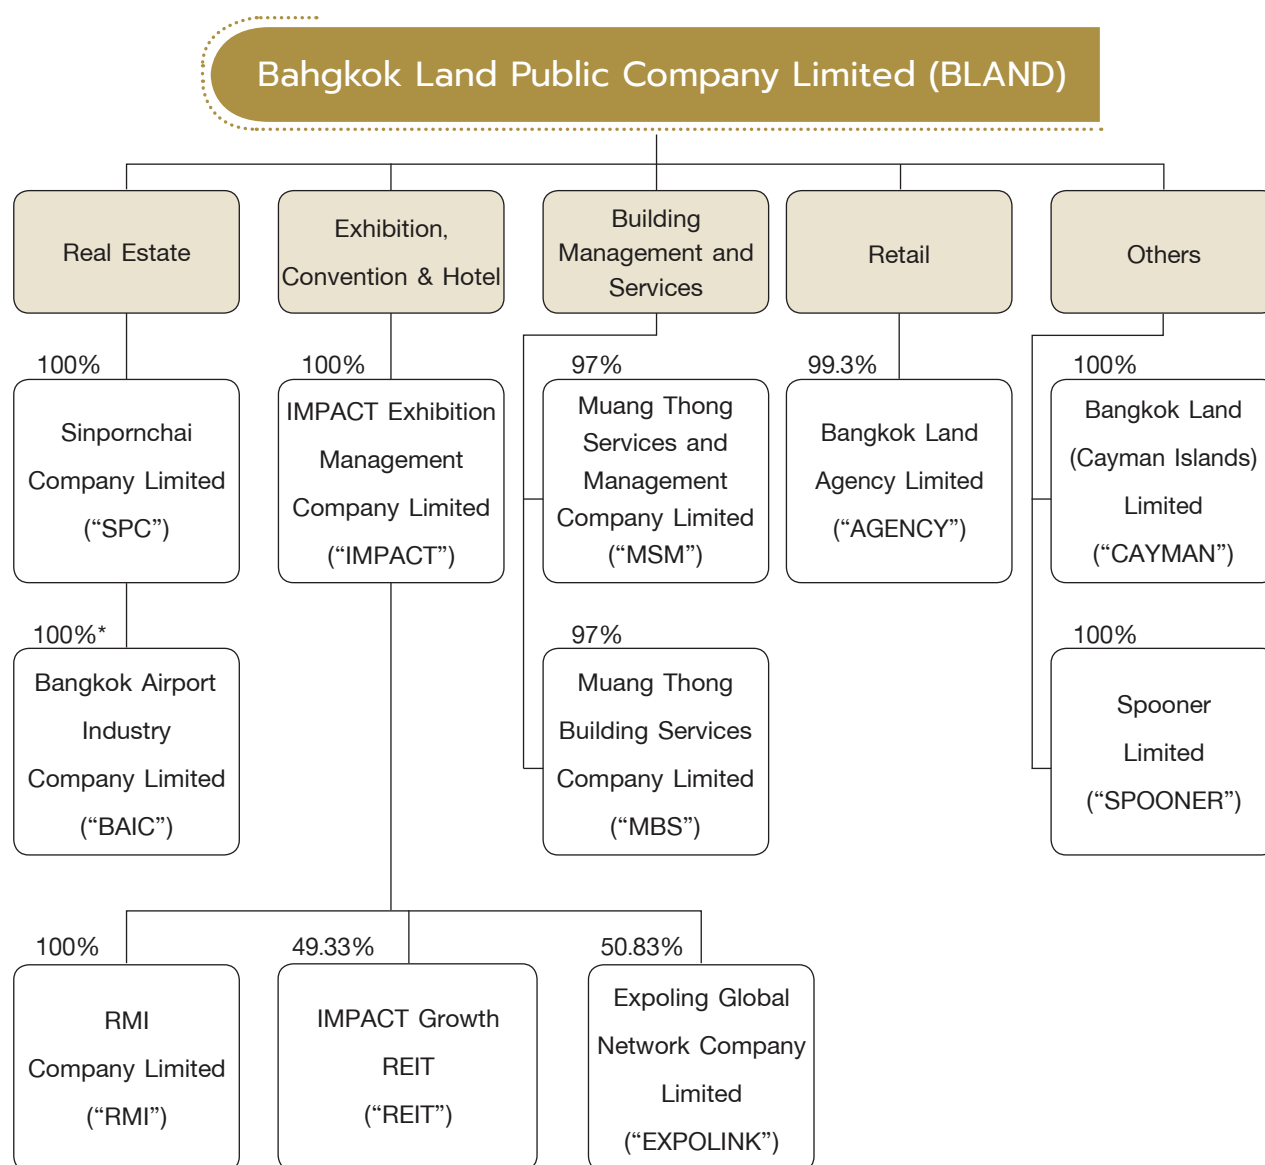 Bahgkok Land Public Company Limited (BLAND)
Real Estate
Exhibition,
Convention & Hotel
Building
Management and
Services
Retail
Others
100%
Sinpornchai
Company Limited
(“SPC”)
100%
IMPACT Exhibition
Management
Company Limited
(“IMPACT”)
97%
Muang Thong
Services and
Management
Company Limited
(“MSM”)
99.3%
Bangkok Land
Agency Limited
(“AGENCY”)
100%
Bangkok Land
(Cayman Islands)
Limited
(“CAYMAN”)
100%*
Bangkok Airport
Industry
Company Limited
(“BAIC”)
97%
Muang Thong
Building Services
Company Limited
(“MBS”)
100%
Spooner
Limited
(“SPOONER”)
100%
RMI
Company Limited
(“RMI”)
49.33%
IMPACT Growth
REIT
(“REIT”)
50.83%
Expoling Global
Network Company
Limited
(“EXPOLINK”)